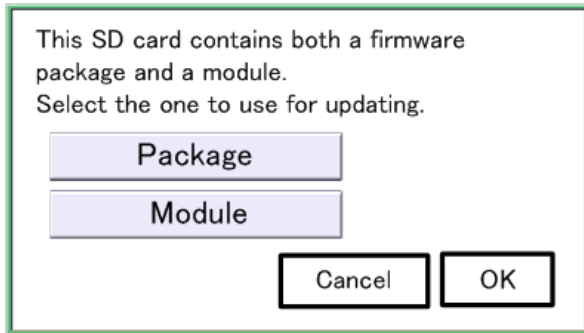 This SD card contains both a firmware
package and a module.
Select the one to use for updating.
Package
Module
Cancel OK